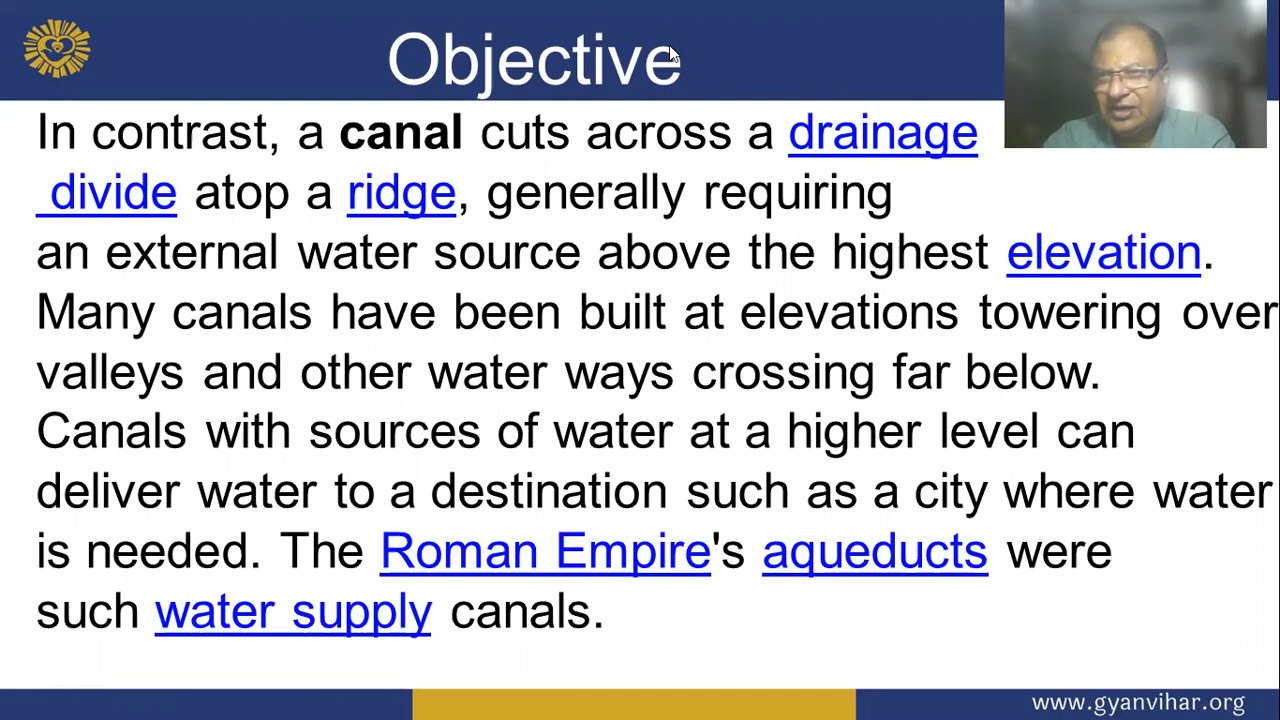 Objective
In contrast, a canal cuts across a drainage
divide atop a ridge, generally requiring
an external water source above the highest elevation.
Many canals have been built at elevations towering over
valleys and other water ways crossing far below.
Canals with sources of water at a higher level can
deliver water to a destination such as a city where water
is needed. The Roman Empire's aqueducts were
such water supply canals.
www.gyanvihar.org